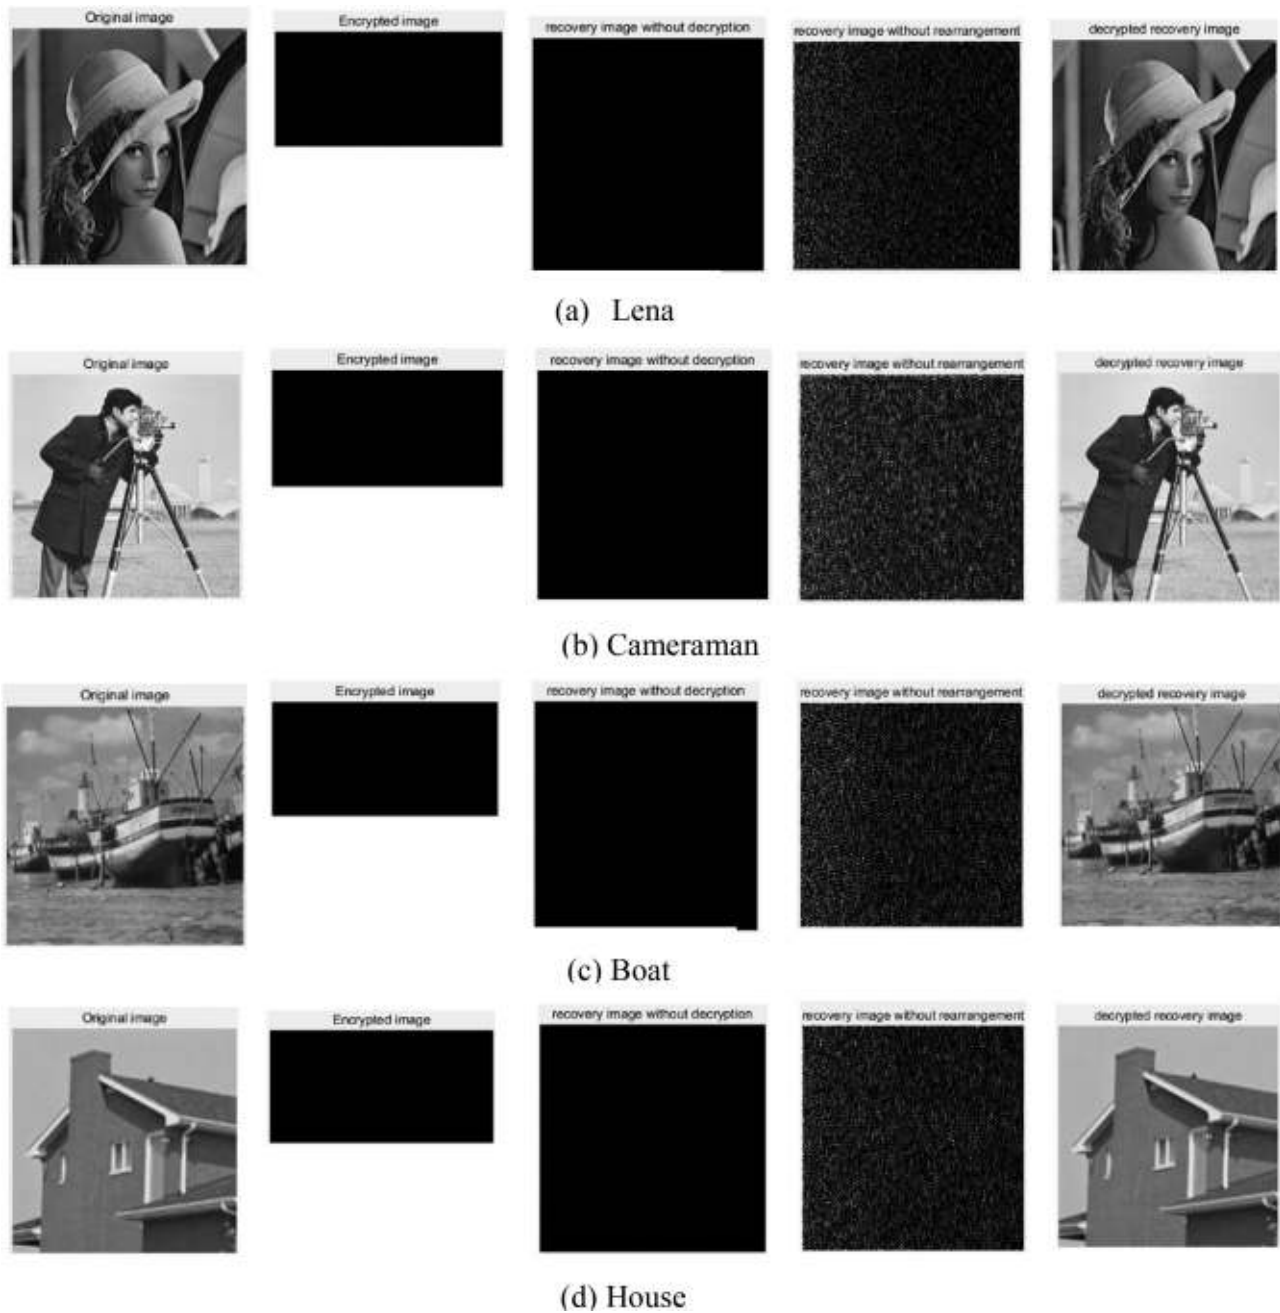 Original image
Encrypted image
recovery image without decryption
recovery image without rearrangement
decrypted recovery image
(a) Lena
Original image
Encrypted image
recovery image without decryption
recovery image without rearrangement
decrypted recovery image
(b) Cameraman
Original image
Encrypted image
recovery image without decryption
recovery image without rearrangement
decrypted recovery image
(c) Boat
Original image
Encrypted image
recovery image without decryption
recovery image without rearrangement
decrypted recovery image
(d) House